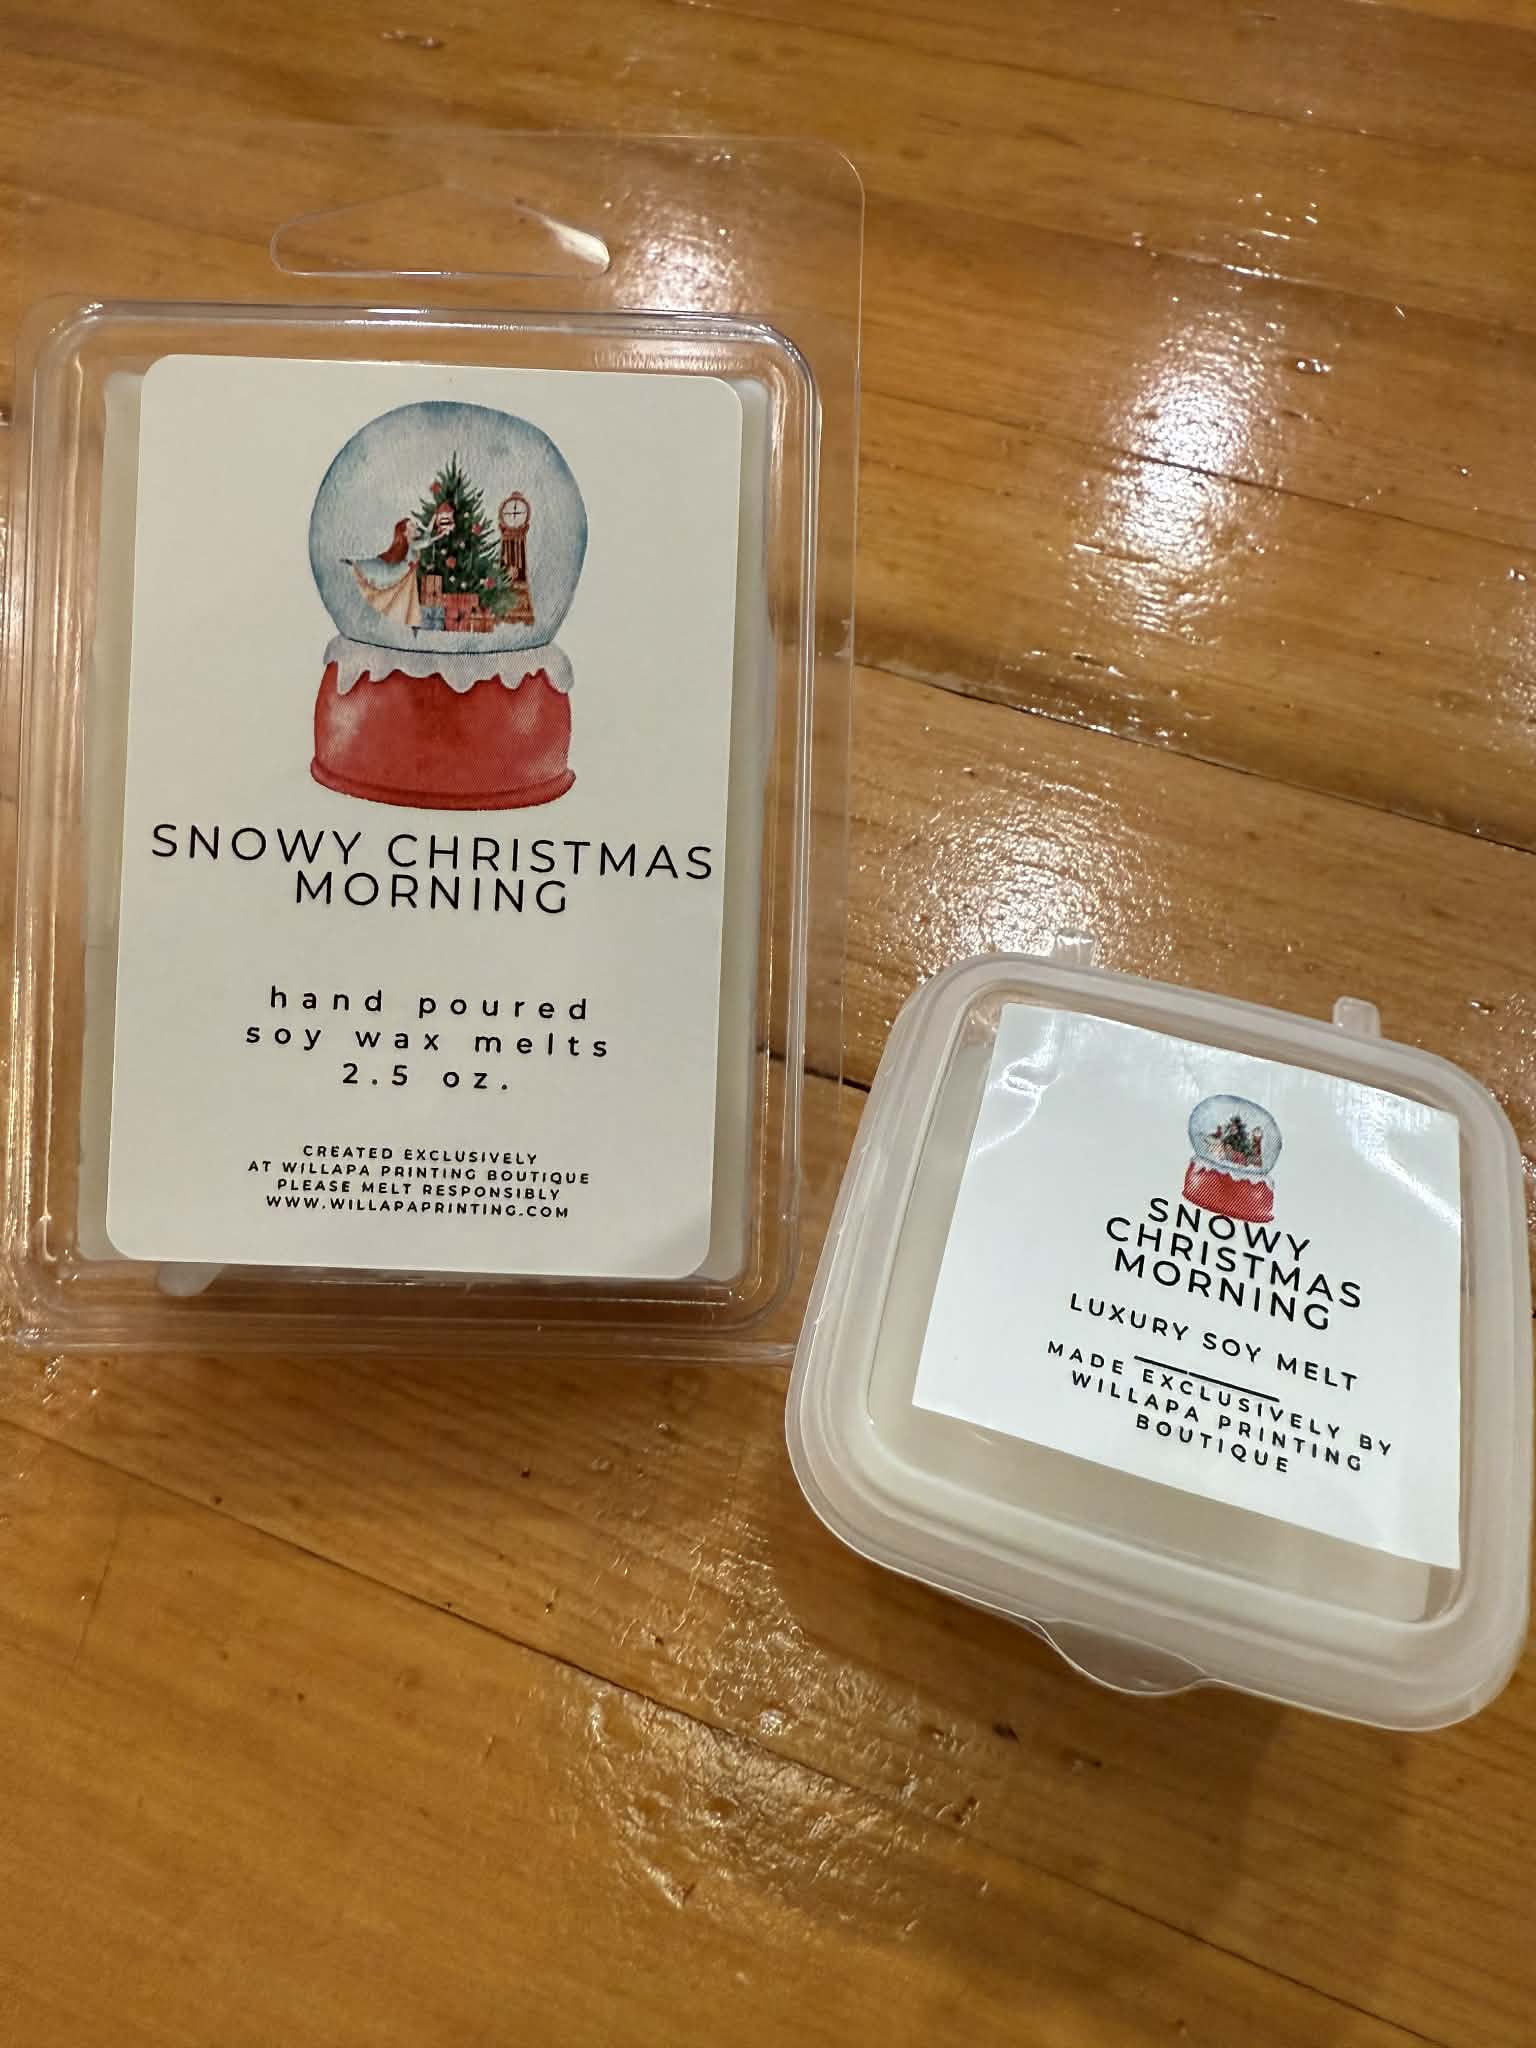 SNOWY CHRISTMAS
MORNING
hand poured
soy wax melts
2.5 oz.
CREATED EXCLUSIVELY
AT WILLAPA PRINTING BOUTIQUE
PLEASE MELT RESPONSIBLY
WWW.WILLAPAPRINTING.COM
SNOWY
CHRISTMAS
MORNING
LUXURY SOY MELT
MADE EXCLUSIVELY BY
WILLAPA PRINTING
BOUTIQUE